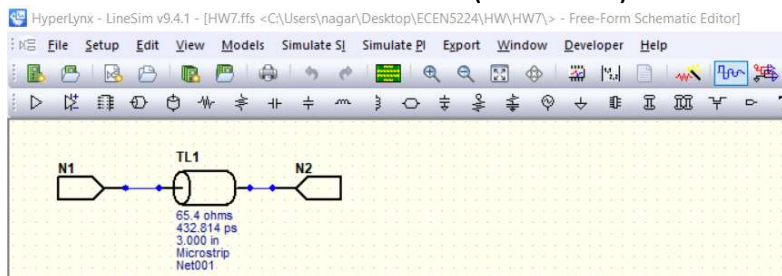 HyperLynx - LineSim v9.4.1 - [HW7.ffs <C:\Users\nagar\Desktop\ECEN5224\HW\HW7\> - Free-Form Schematic Editor]
File Setup Edit View Models Simulate SI Simulate PI Export Window Developer Help
N1
TL1
N2
65.4 ohms
432.814 ps
3.000 in
Microstrip
Net001